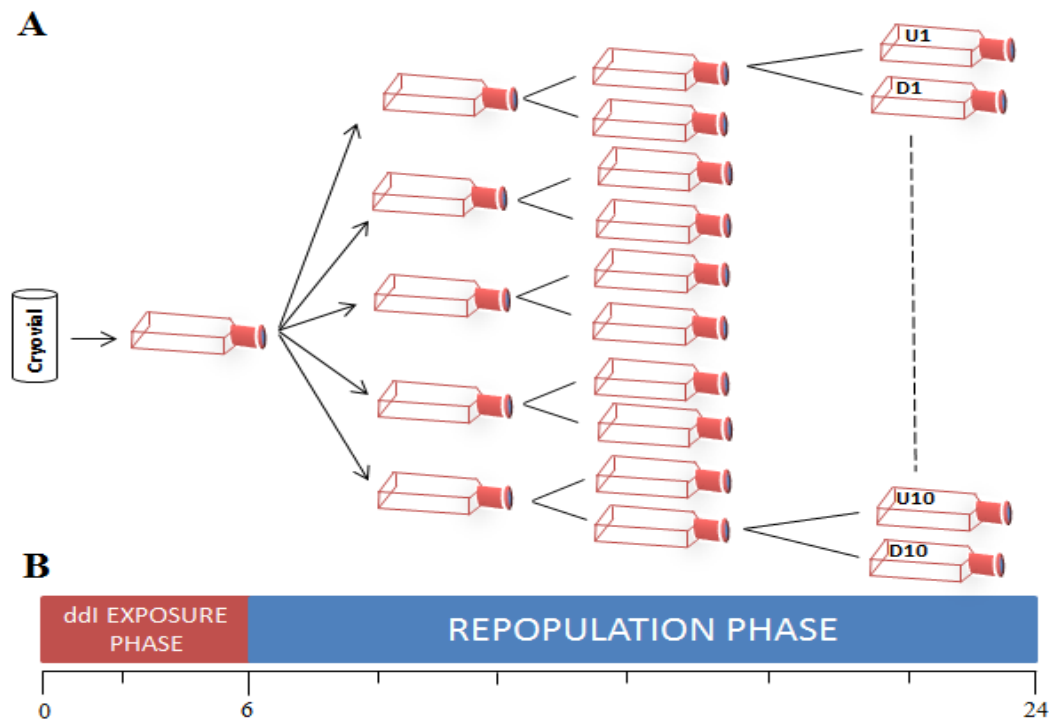 A
U1
D1
Cryovial
U10
D10
B
ddI EXPOSURE
PHASE
REPOPULATION PHASE
0
6
24